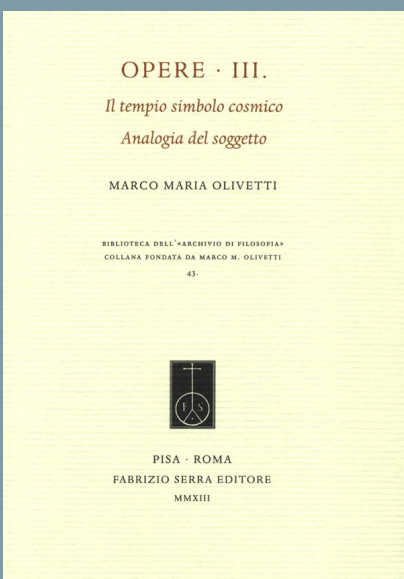 OPERE · III.
Il tempio simbolo cosmico
Analogia del soggetto
MARCO MARIA OLIVETTI
BIBLIOTECA DELL'«ARCHIVIO DI FILOSOFIA»
COLLANA FONDATA DA MARCO M. OLIVETTI
43.
F S
PISA · ROMA
FABRIZIO SERRA EDITORE
MMXIII